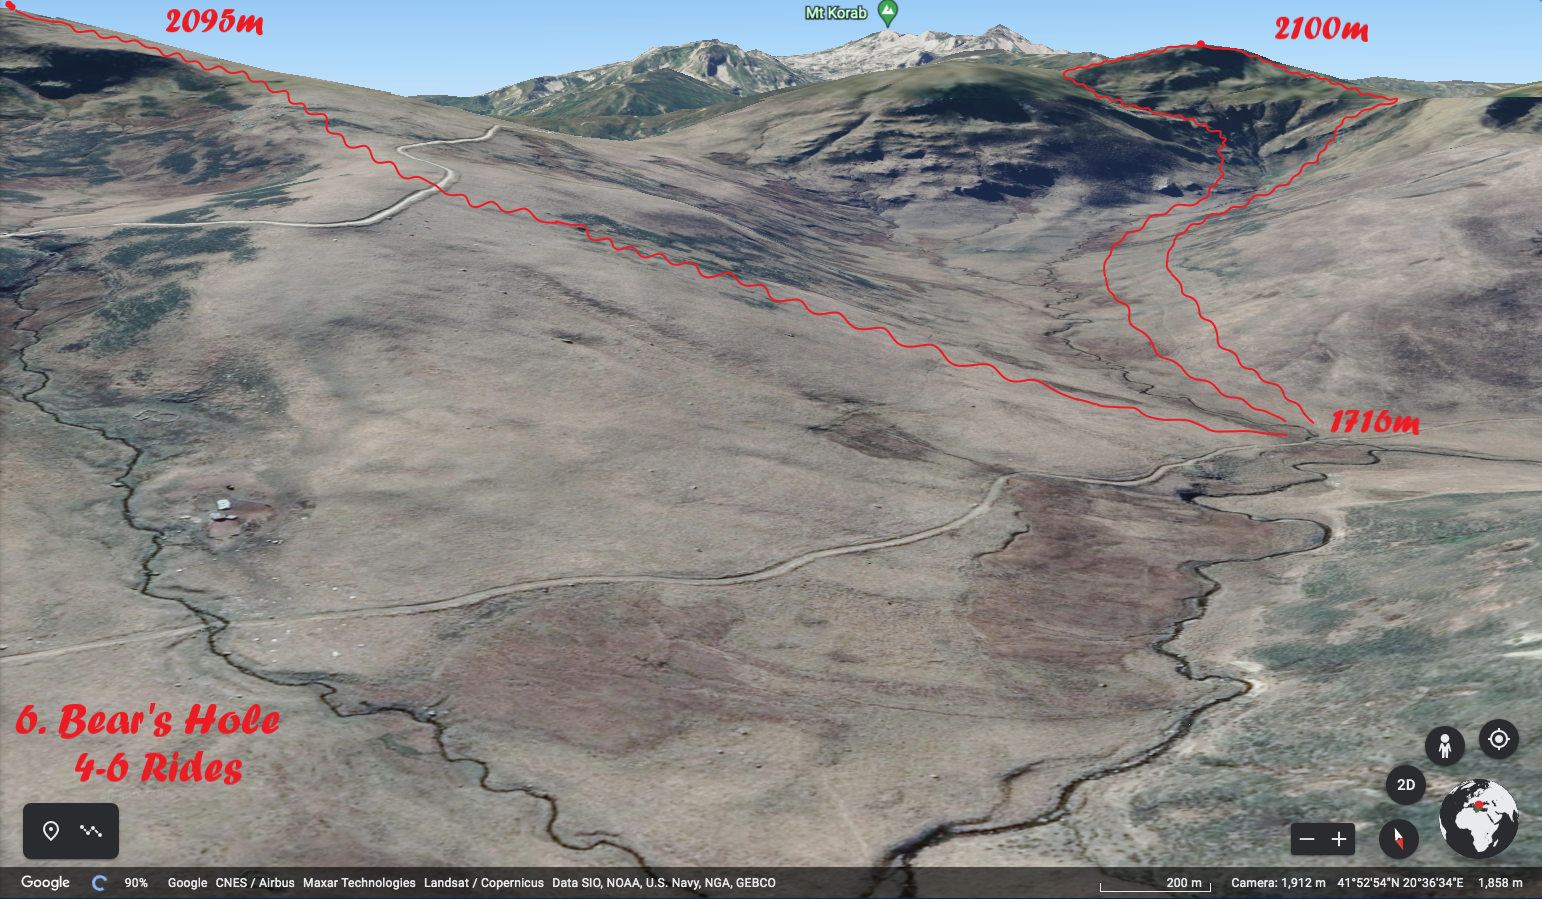 Mt Korab
2095m
2100m
1716m
6. Bear's Hole
4-6 Rides
2D
Google 90% Google CNES / Airbus Maxar Technologies Landsat / Copernicus Data SIO, NOAA, U.S. Navy, NGA, GEBCO 200 m Camera: 1,912 m 41°52'54"N 20°36'34"E 1,858 m